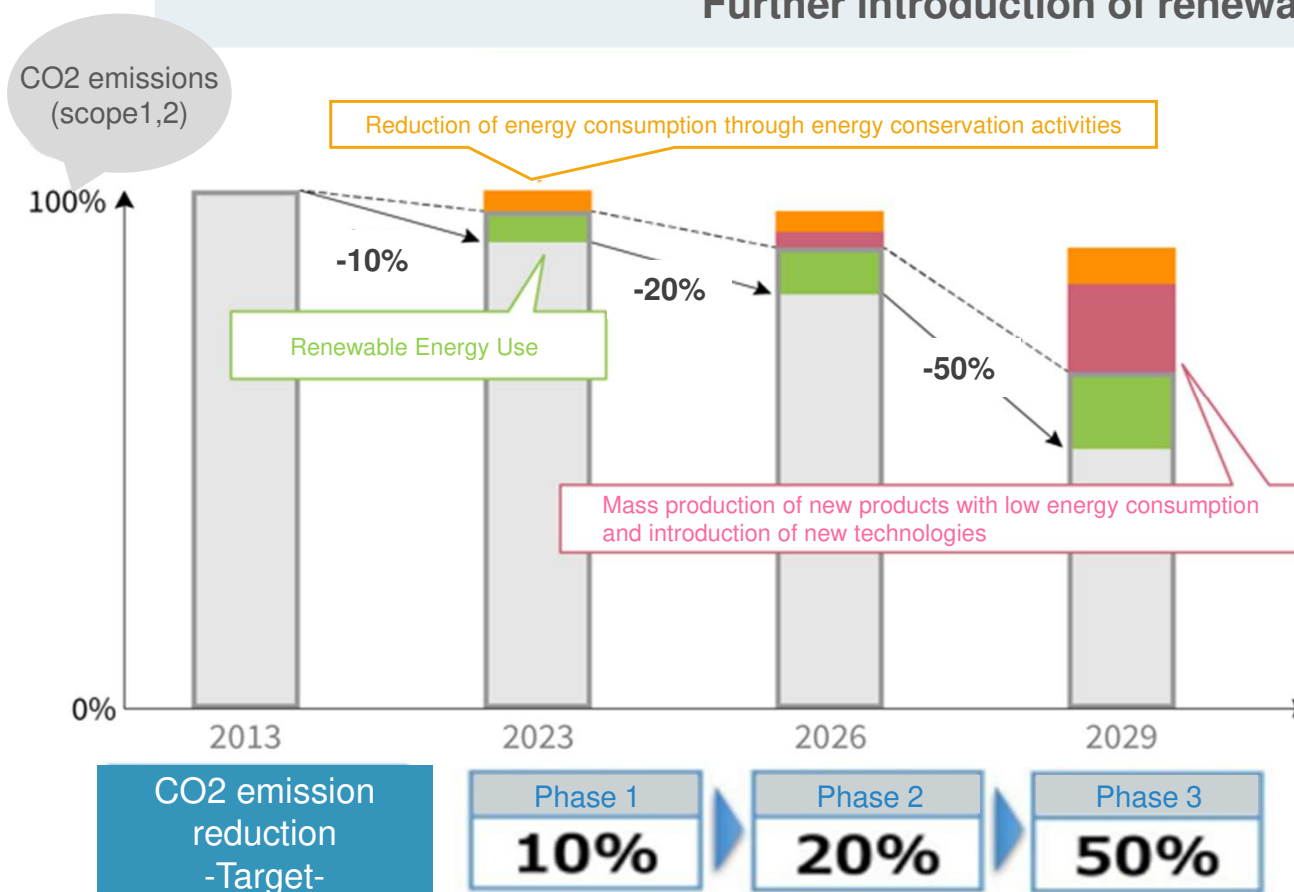 Further introduction of renewa
CO2 emissions
(scope1,2)
Reduction of energy consumption through energy conservation activities
100%
-10%
-20%
Renewable Energy Use
-50%
Mass production of new products with low energy consumption
and introduction of new technologies
0%
2013
2023
2026
2029
CO2 emission
reduction
-Target-
Phase 1
10%
Phase 2
20%
Phase 3
50%